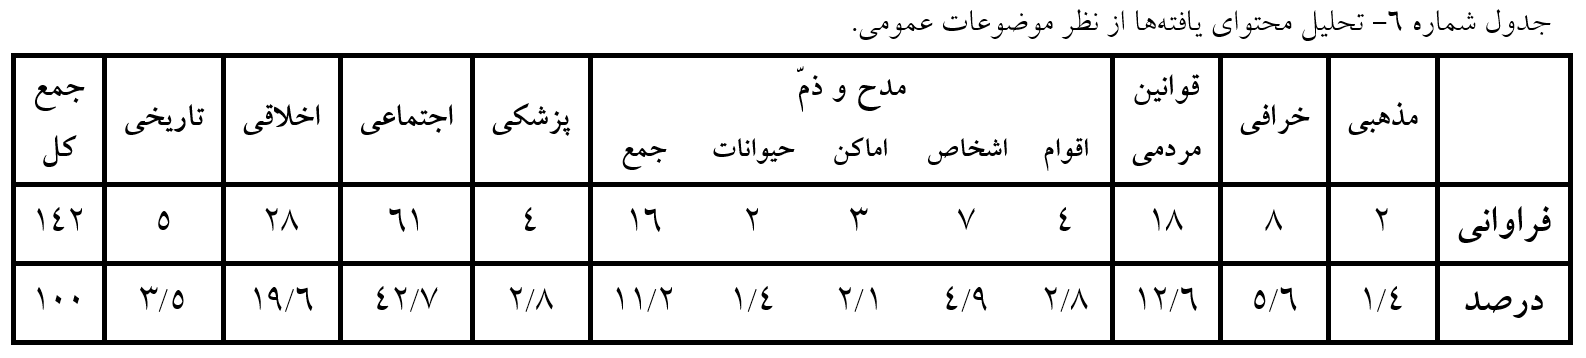 جدول شماره ٦- تحلیل محتوای یافته‌ها از نظر موضوعات عمومی.
مذهبی خرافی قوانین مردمی مدح و ذمّ پزشکی اجتماعی اخلاقی تاریخی جمع کل
اقوام اشخاص اماکن حیوانات جمع
فراوانی ٢ ٨ ١٨ ٤ ٧ ٣ ٢ ١٦ ٤ ٦١ ٢٨ ٥ ١٤٢
درصد ١/٤ ٥/٦ ١٢/٦ ٢/٨ ٤/٩ ٢/١ ١/٤ ١١/٢ ٢/٨ ٤٢/٧ ١٩/٦ ٣/٥ ١٠٠